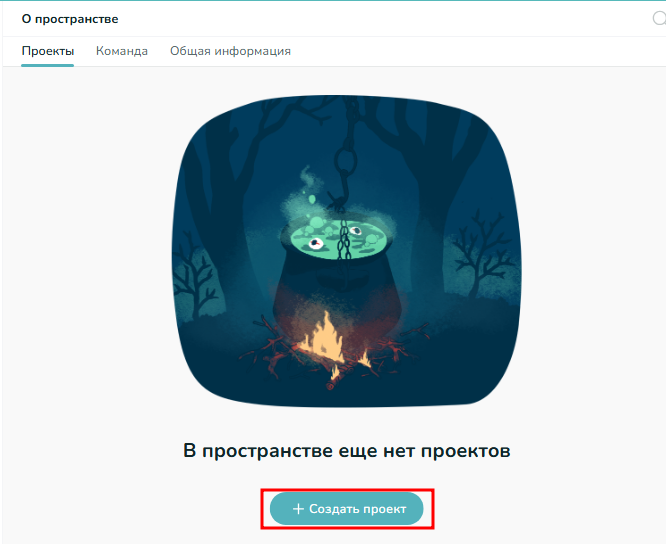 О пространстве
Проекты Команда Общая информация
В пространстве еще нет проектов
+ Создать проект